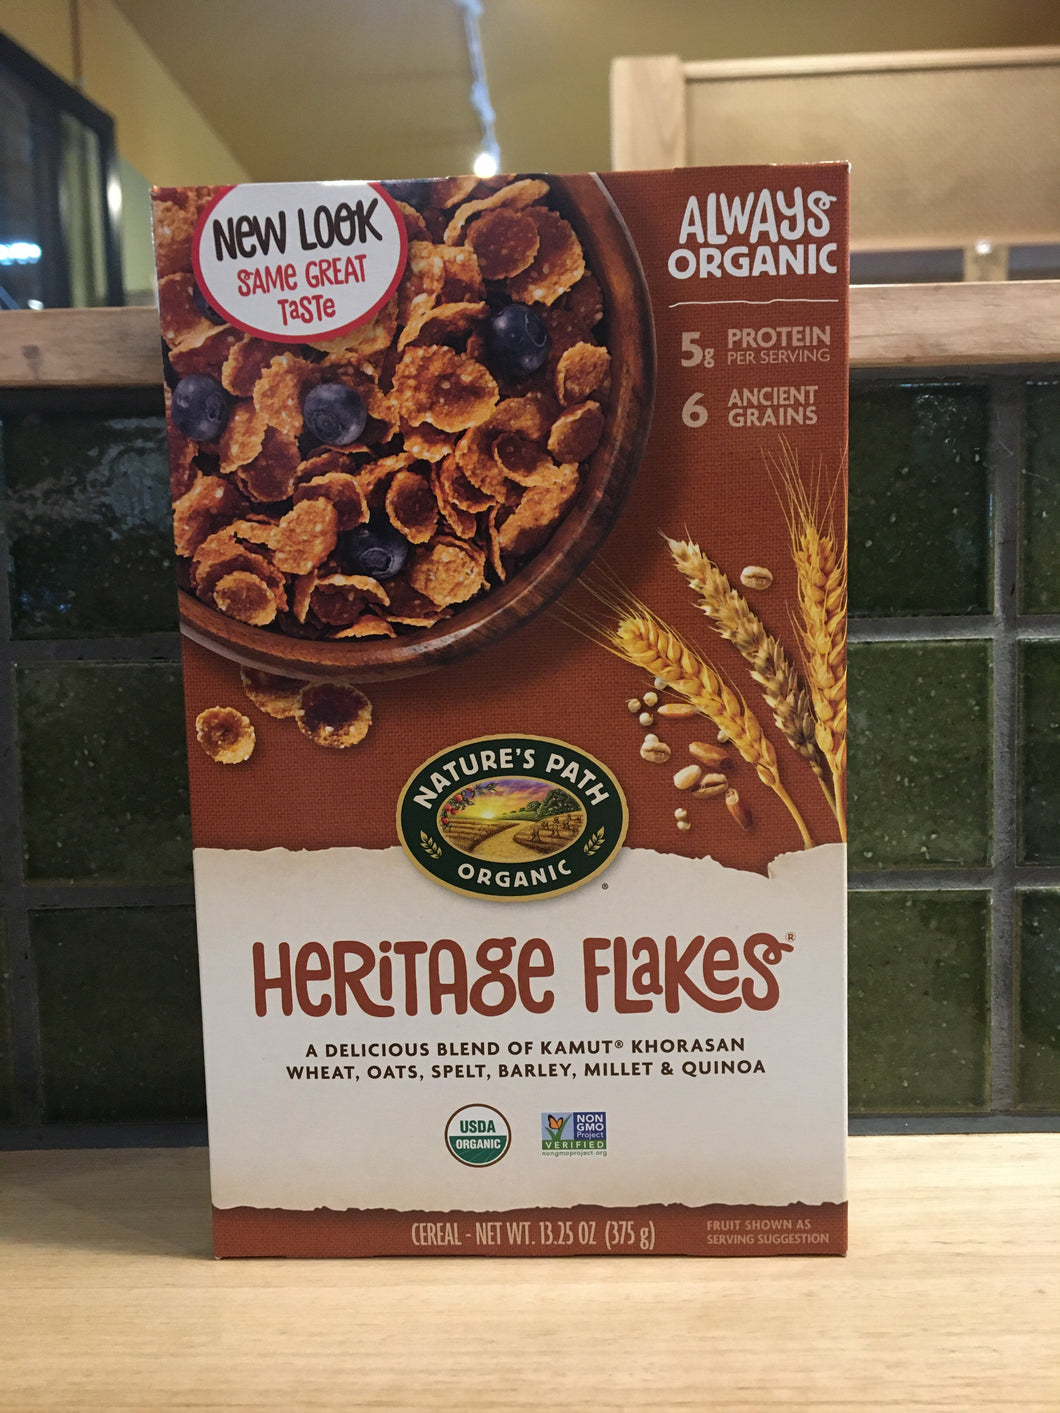 NEW LOOK
SAME GREAT
TaSTe
ALWAYS
ORGANIC
5g PROTEIN
PER SERVING
6 ANCIENT
GRAINS
NATURE'S PATH
ORGANIC
®
HeRiTAge FLaKeS®
A DELICIOUS BLEND OF KAMUT® KHORASAN
WHEAT, OATS, SPELT, BARLEY, MILLET & QUINOA
USDA
ORGANIC
NON
GMO
Project
VERIFIED
nongmoproject.org
CEREAL - NET WT. 13.25 OZ (375 g)
FRUIT SHOWN AS
SERVING SUGGESTION